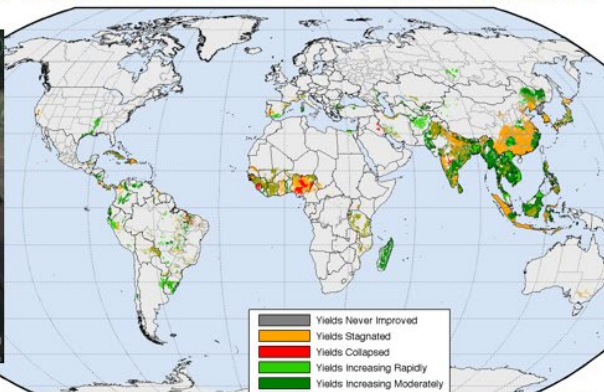 Yields Never Improved
Yields Stagnated
Yields Collapsed
Yields Increasing Rapidly
Yields Increasing Moderately